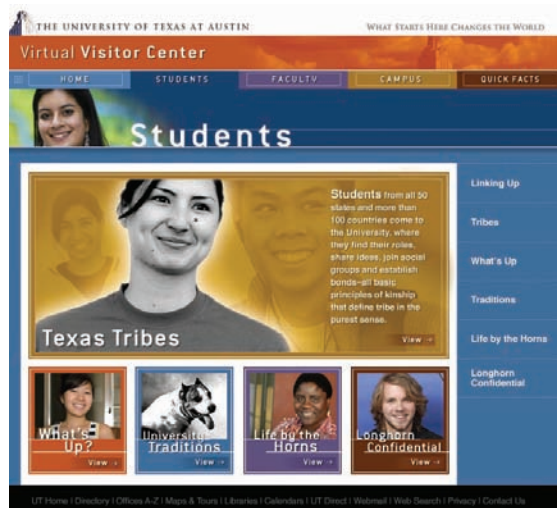 THE UNIVERSITY OF TEXAS AT AUSTIN
WHAT STARTS HERE CHANGES THE WORLD
Virtual Visitor Center
HOME
STUDENTS
FACULTY
CAMPUS
QUICK FACTS
Students
Students from all 50
states and more than
100 countries come to
the University, where
they find their roles,
share ideas, join social
groups and establish
bonds–all basic
principles of kinship
that define tribe in the
purest sense.
Texas Tribes
View →
Linking Up
Tribes
What's Up
Traditions
Life by the Horns
Longhorn
Confidential
What's
Up?
View →
University
Traditions
View →
Life by the
Horns
View →
Longhorn
Confidential
View →
UT Home | Directory | Offices A-Z | Maps & Tours | Libraries | Calendars | UT Direct | Webmail | Web Search | Privacy | Contact Us